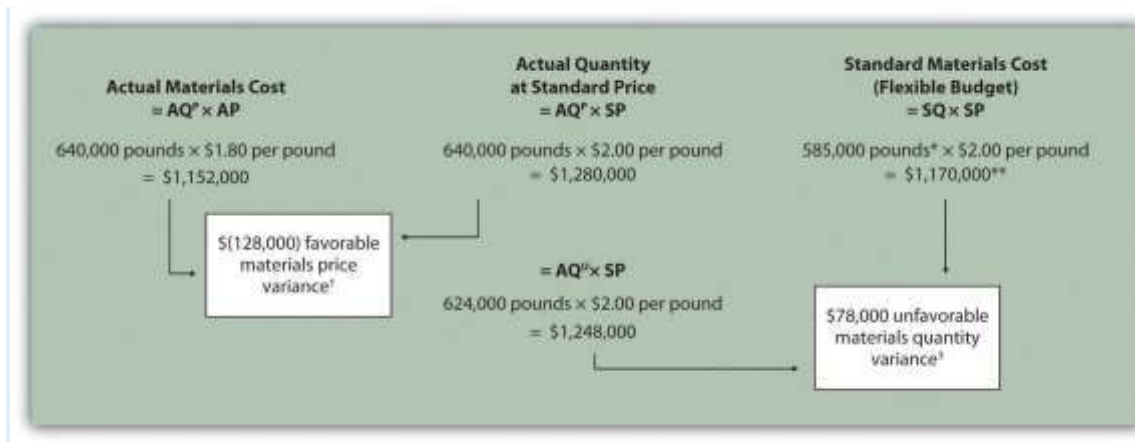 Actual Materials Cost
= AQᴾ × AP
640,000 pounds × $1.80 per pound
= $1,152,000
Actual Quantity
at Standard Price
= AQᴾ × SP
640,000 pounds × $2.00 per pound
= $1,280,000
Standard Materials Cost
(Flexible Budget)
= SQ × SP
585,000 pounds* × $2.00 per pound
= $1,170,000**
$(128,000) favorable
materials price
variance†
= AQᵁ× SP
624,000 pounds × $2.00 per pound
= $1,248,000
$78,000 unfavorable
materials quantity
variance‡